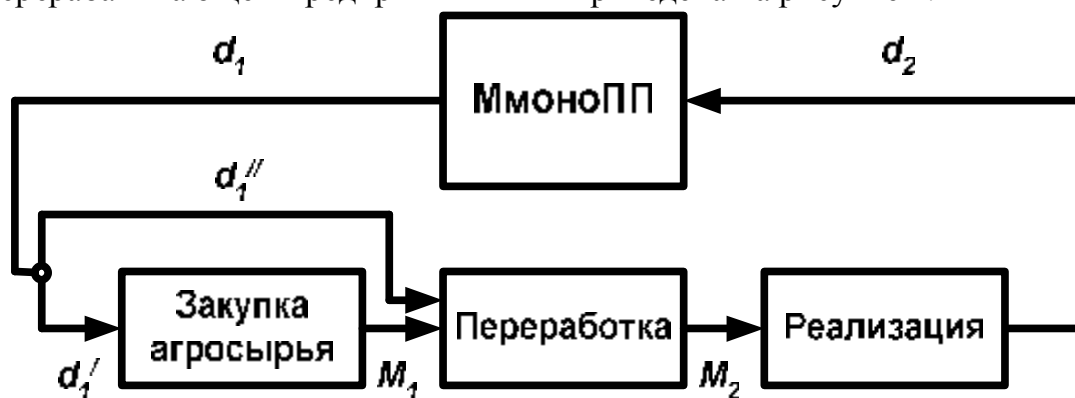 d₁
МмоноПП
d₂
d₁//
Закупка
агросырья
Переработка
Реализация
d₁/
M₁
M₂